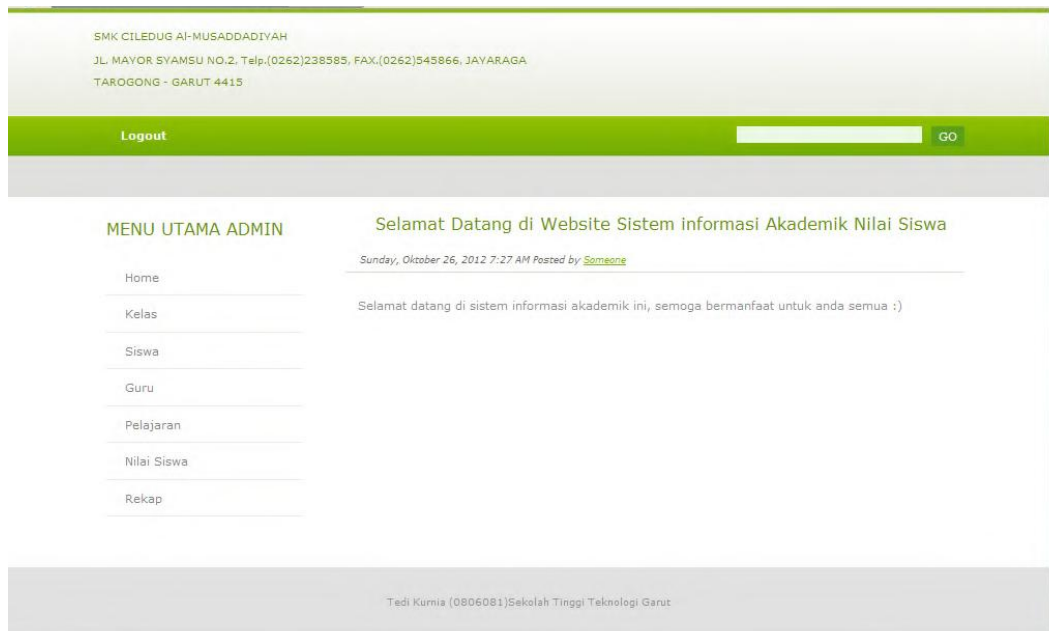 SMK CILEDUG Al-MUSADDADIYAH
JL. MAYOR SYAMSU NO.2, Telp.(0262)238585, FAX.(0262)545866, JAYARAGA
TAROGONG - GARUT 4415
Logout
GO
MENU UTAMA ADMIN
Home
Kelas
Siswa
Guru
Pelajaran
Nilai Siswa
Rekap
Selamat Datang di Website Sistem informasi Akademik Nilai Siswa
Sunday, Oktober 26, 2012 7:27 AM Posted by Someone
Selamat datang di sistem informasi akademik ini, semoga bermanfaat untuk anda semua :)
Tedi Kurnia (0806081)Sekolah Tinggi Teknologi Garut